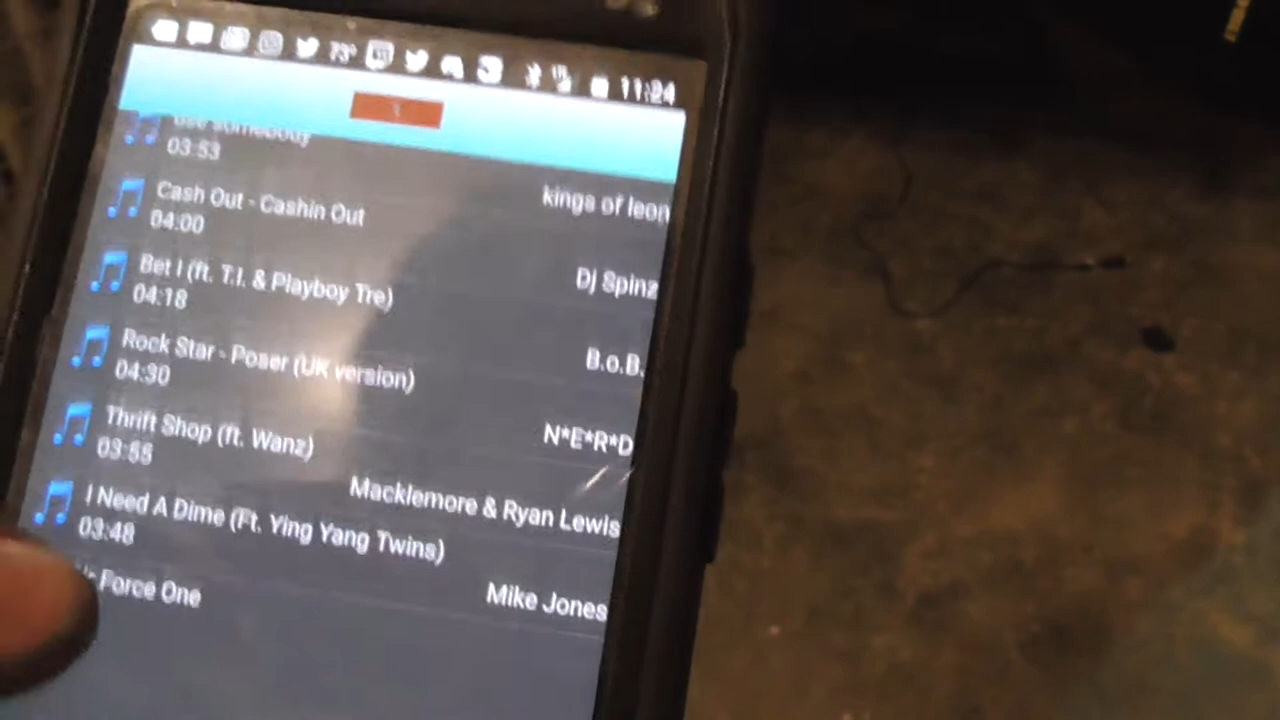 73° 11:24
use somebody
03:53
kings of leon
Cash Out - Cashin Out
04:00
Dj Spinz
Bet I (ft. T.I. & Playboy Tre)
04:18
B.o.B.
Rock Star - Poser (UK version)
04:30
N*E*R*D
Thrift Shop (ft. Wanz)
03:55
Macklemore & Ryan Lewis
I Need A Dime (Ft. Ying Yang Twins)
03:48
Mike Jones
Force One